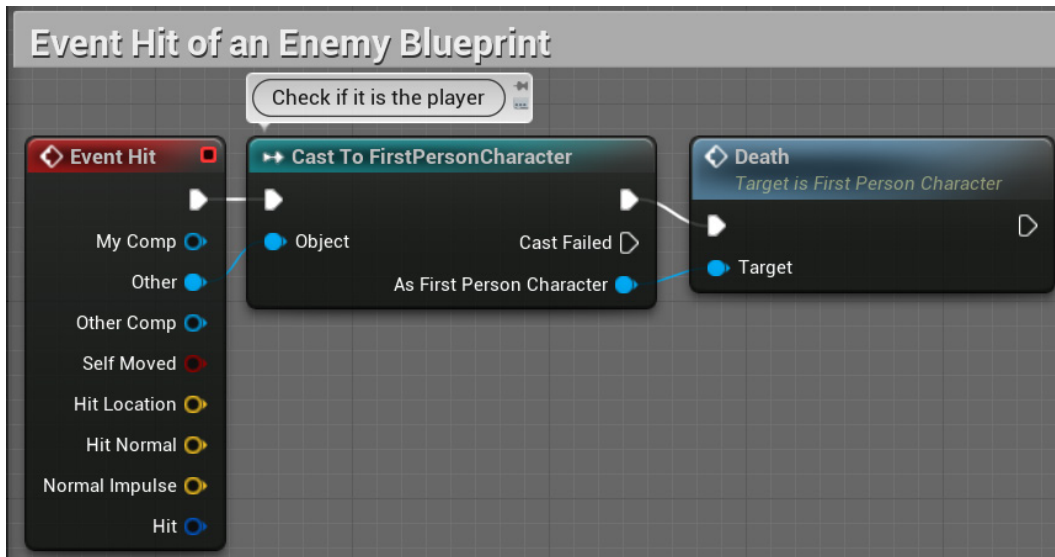 Event Hit of an Enemy Blueprint
Check if it is the player
Event Hit
My Comp
Other
Other Comp
Self Moved
Hit Location
Hit Normal
Normal Impulse
Hit
Cast To FirstPersonCharacter
Object
Cast Failed
As First Person Character
Death
Target is First Person Character
Target